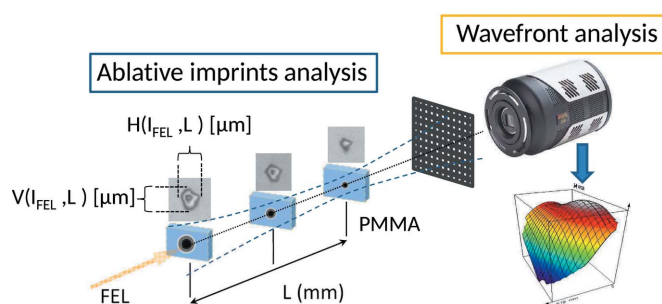 Wavefront analysis
Ablative imprints analysis
H(I_FEL ,L ) [μm]
V(I_FEL ,L ) [μm]
PMMA
FEL
L (mm)